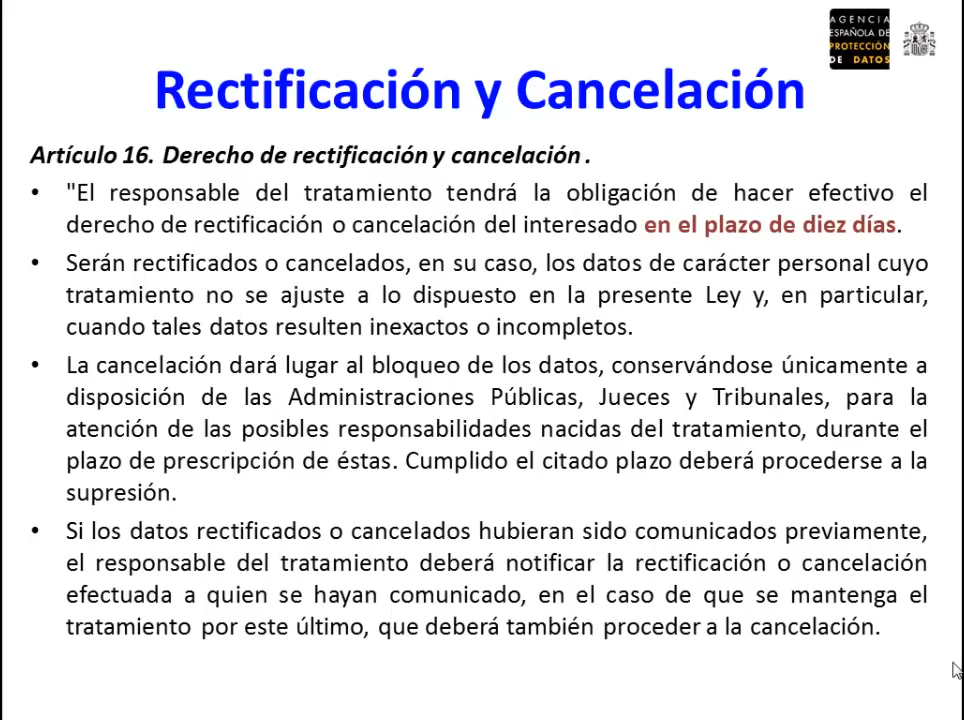 AGENCIA
ESPAÑOLA DE
PROTECCIÓN
DE DATOS
Rectificación y Cancelación
Artículo 16. Derecho de rectificación y cancelación .
• "El responsable del tratamiento tendrá la obligación de hacer efectivo el
derecho de rectificación o cancelación del interesado en el plazo de diez días.
• Serán rectificados o cancelados, en su caso, los datos de carácter personal cuyo
tratamiento no se ajuste a lo dispuesto en la presente Ley y, en particular,
cuando tales datos resulten inexactos o incompletos.
• La cancelación dará lugar al bloqueo de los datos, conservándose únicamente a
disposición de las Administraciones Públicas, Jueces y Tribunales, para la
atención de las posibles responsabilidades nacidas del tratamiento, durante el
plazo de prescripción de éstas. Cumplido el citado plazo deberá procederse a la
supresión.
• Si los datos rectificados o cancelados hubieran sido comunicados previamente,
el responsable del tratamiento deberá notificar la rectificación o cancelación
efectuada a quien se hayan comunicado, en el caso de que se mantenga el
tratamiento por este último, que deberá también proceder a la cancelación.